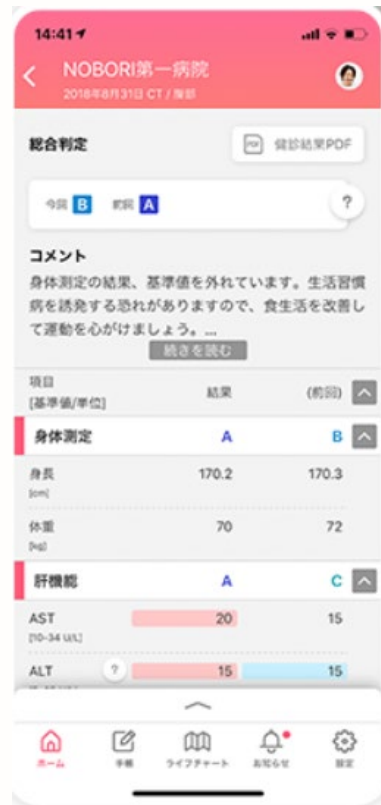 14:41
NOBORI第一病院
2018年8月31日 CT / 腹部
総合判定
PDF 健診結果PDF
今回 B 前回 A ?
コメント
身体測定の結果、基準値を外れています。生活習慣
病を誘発する恐れがありますので、食生活を改善し
て運動を心がけましょう。...
続きを読む
項目 結果 (前回)
[基準値/単位]
身体測定 A B
身長 170.2 170.3
[cm]
体重 70 72
[kg]
肝機能 A C
AST 20 15
[10-34 U/L]
ALT ? 15 15
ホーム 手帳 ライフチャート お知らせ 設定